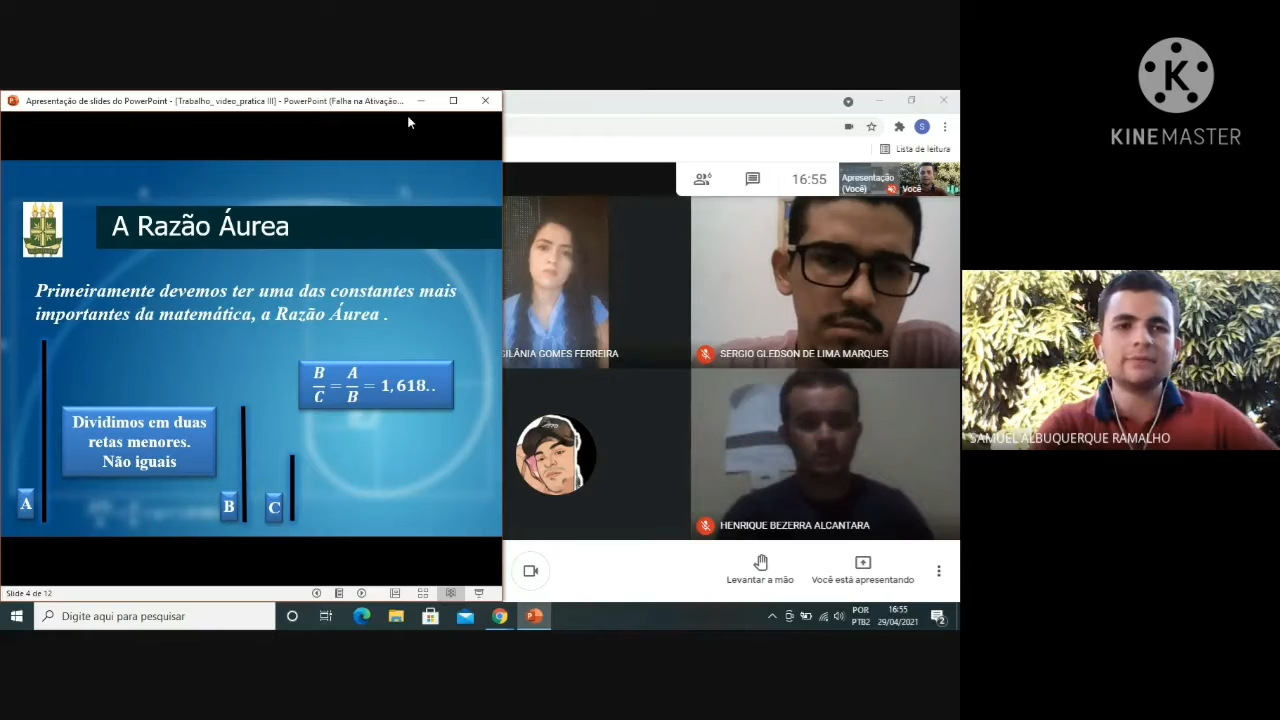 Apresentação de slides do PowerPoint - [Trabalho_ video_pratica III] - PowerPoint (Falha na Ativação...
A Razão Áurea
Primeiramente devemos ter uma das constantes mais
importantes da matemática, a Razão Áurea .
B/C = A/B = 1,618..
Dividimos em duas
retas menores.
Não iguais
A
B
C
Slide 4 de 12
S
Lista de leitura
6
16:55
Apresentação
(Você)
Você
GILÂNIA GOMES FERREIRA
SERGIO GLEDSON DE LIMA MARQUES
HENRIQUE BEZERRA ALCANTARA
Levantar a mão
Você está apresentando
Digite aqui para pesquisar
POR
PTB2
16:55
29/04/2021
2
K
KINEMASTER
SAMUEL ALBUQUERQUE RAMALHO